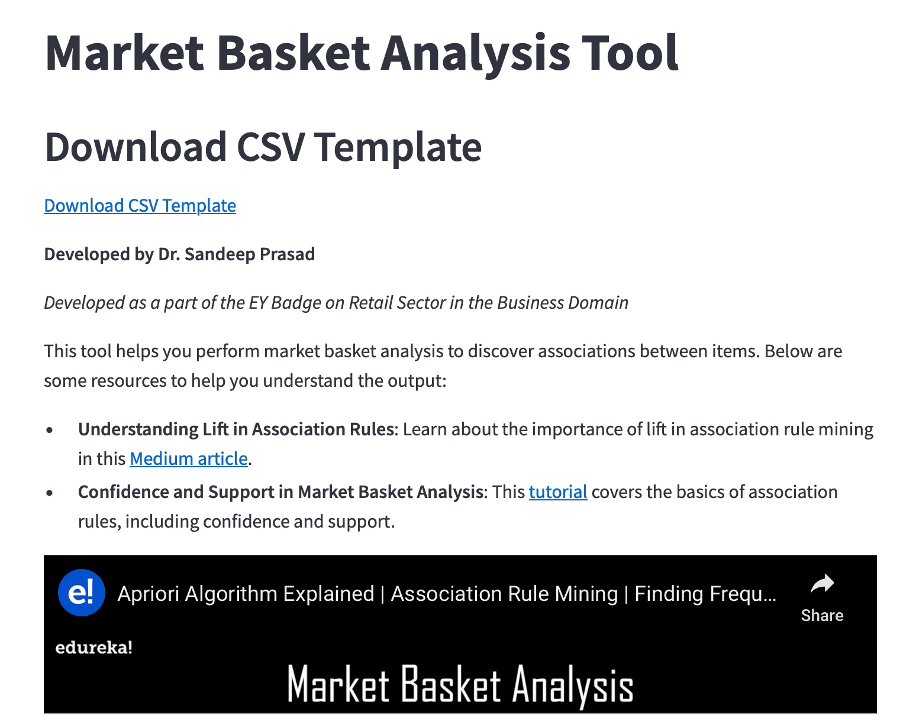 Market Basket Analysis Tool
Download CSV Template
Download CSV Template
Developed by Dr. Sandeep Prasad
Developed as a part of the EY Badge on Retail Sector in the Business Domain
This tool helps you perform market basket analysis to discover associations between items. Below are
some resources to help you understand the output:
• Understanding Lift in Association Rules: Learn about the importance of lift in association rule mining
in this Medium article.
• Confidence and Support in Market Basket Analysis: This tutorial covers the basics of association
rules, including confidence and support.
e! Apriori Algorithm Explained | Association Rule Mining | Finding Frequ...
Share
edureka!
Market Basket Analysis